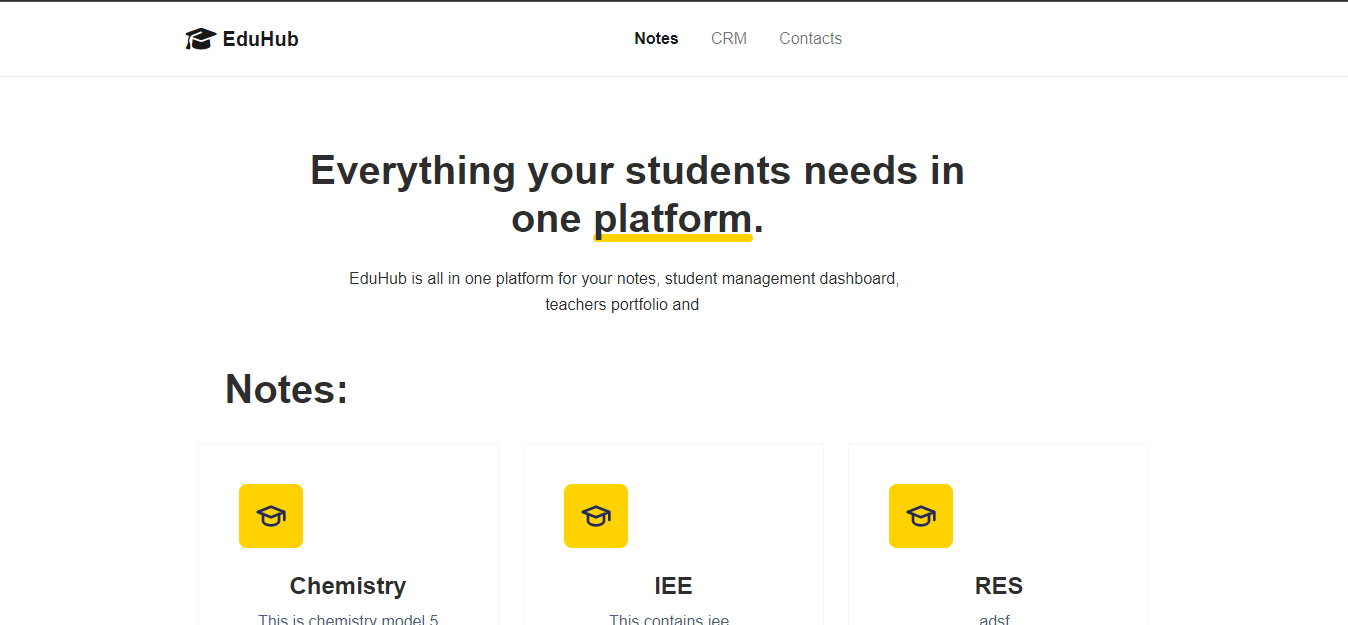 EduHub
Notes CRM Contacts
Everything your students needs in
one platform.
EduHub is all in one platform for your notes, student management dashboard,
teachers portfolio and
Notes:
Chemistry
This is chemistry model 5
IEE
This contains iee
RES
adsf